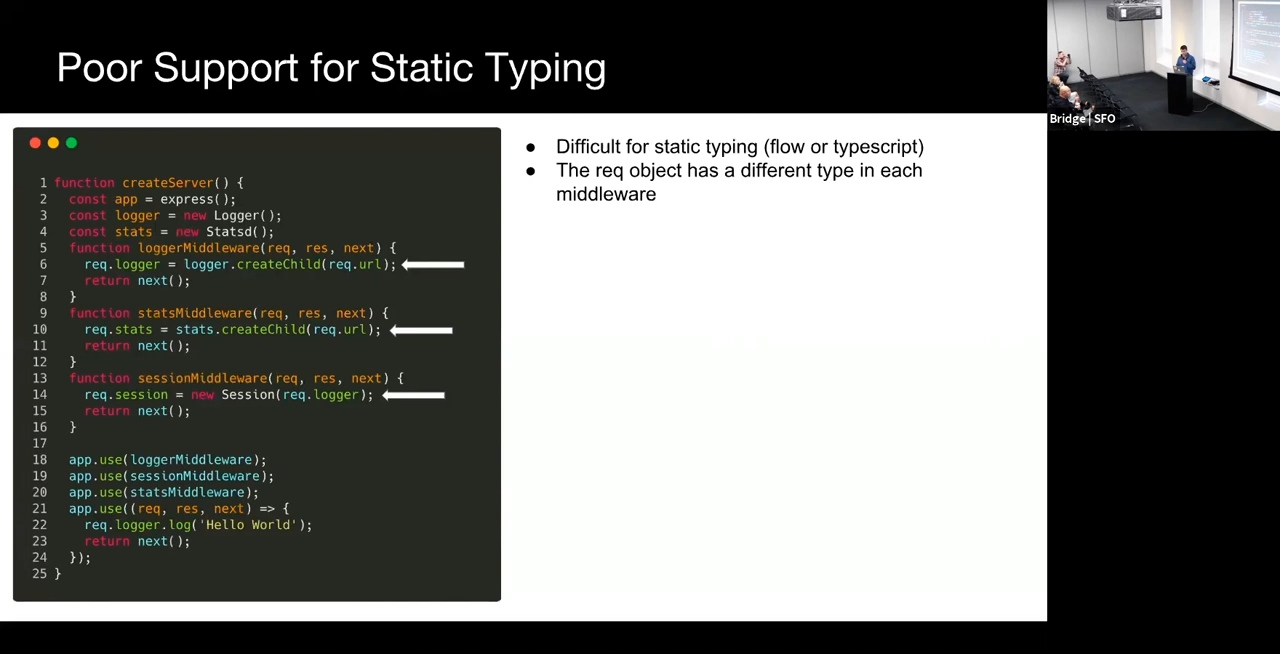 Poor Support for Static Typing
1 function createServer() {
2 const app = express();
3 const logger = new Logger();
4 const stats = new Statsd();
5 function loggerMiddleware(req, res, next) {
6 req.logger = logger.createChild(req.url);
7 return next();
8 }
9 function statsMiddleware(req, res, next) {
10 req.stats = stats.createChild(req.url);
11 return next();
12 }
13 function sessionMiddleware(req, res, next) {
14 req.session = new Session(req.logger);
15 return next();
16 }
17
18 app.use(loggerMiddleware);
19 app.use(sessionMiddleware);
20 app.use(statsMiddleware);
21 app.use((req, res, next) => {
22 req.logger.log('Hello World');
23 return next();
24 });
25 }
● Difficult for static typing (flow or typescript)
● The req object has a different type in each
middleware
Bridge | SFO